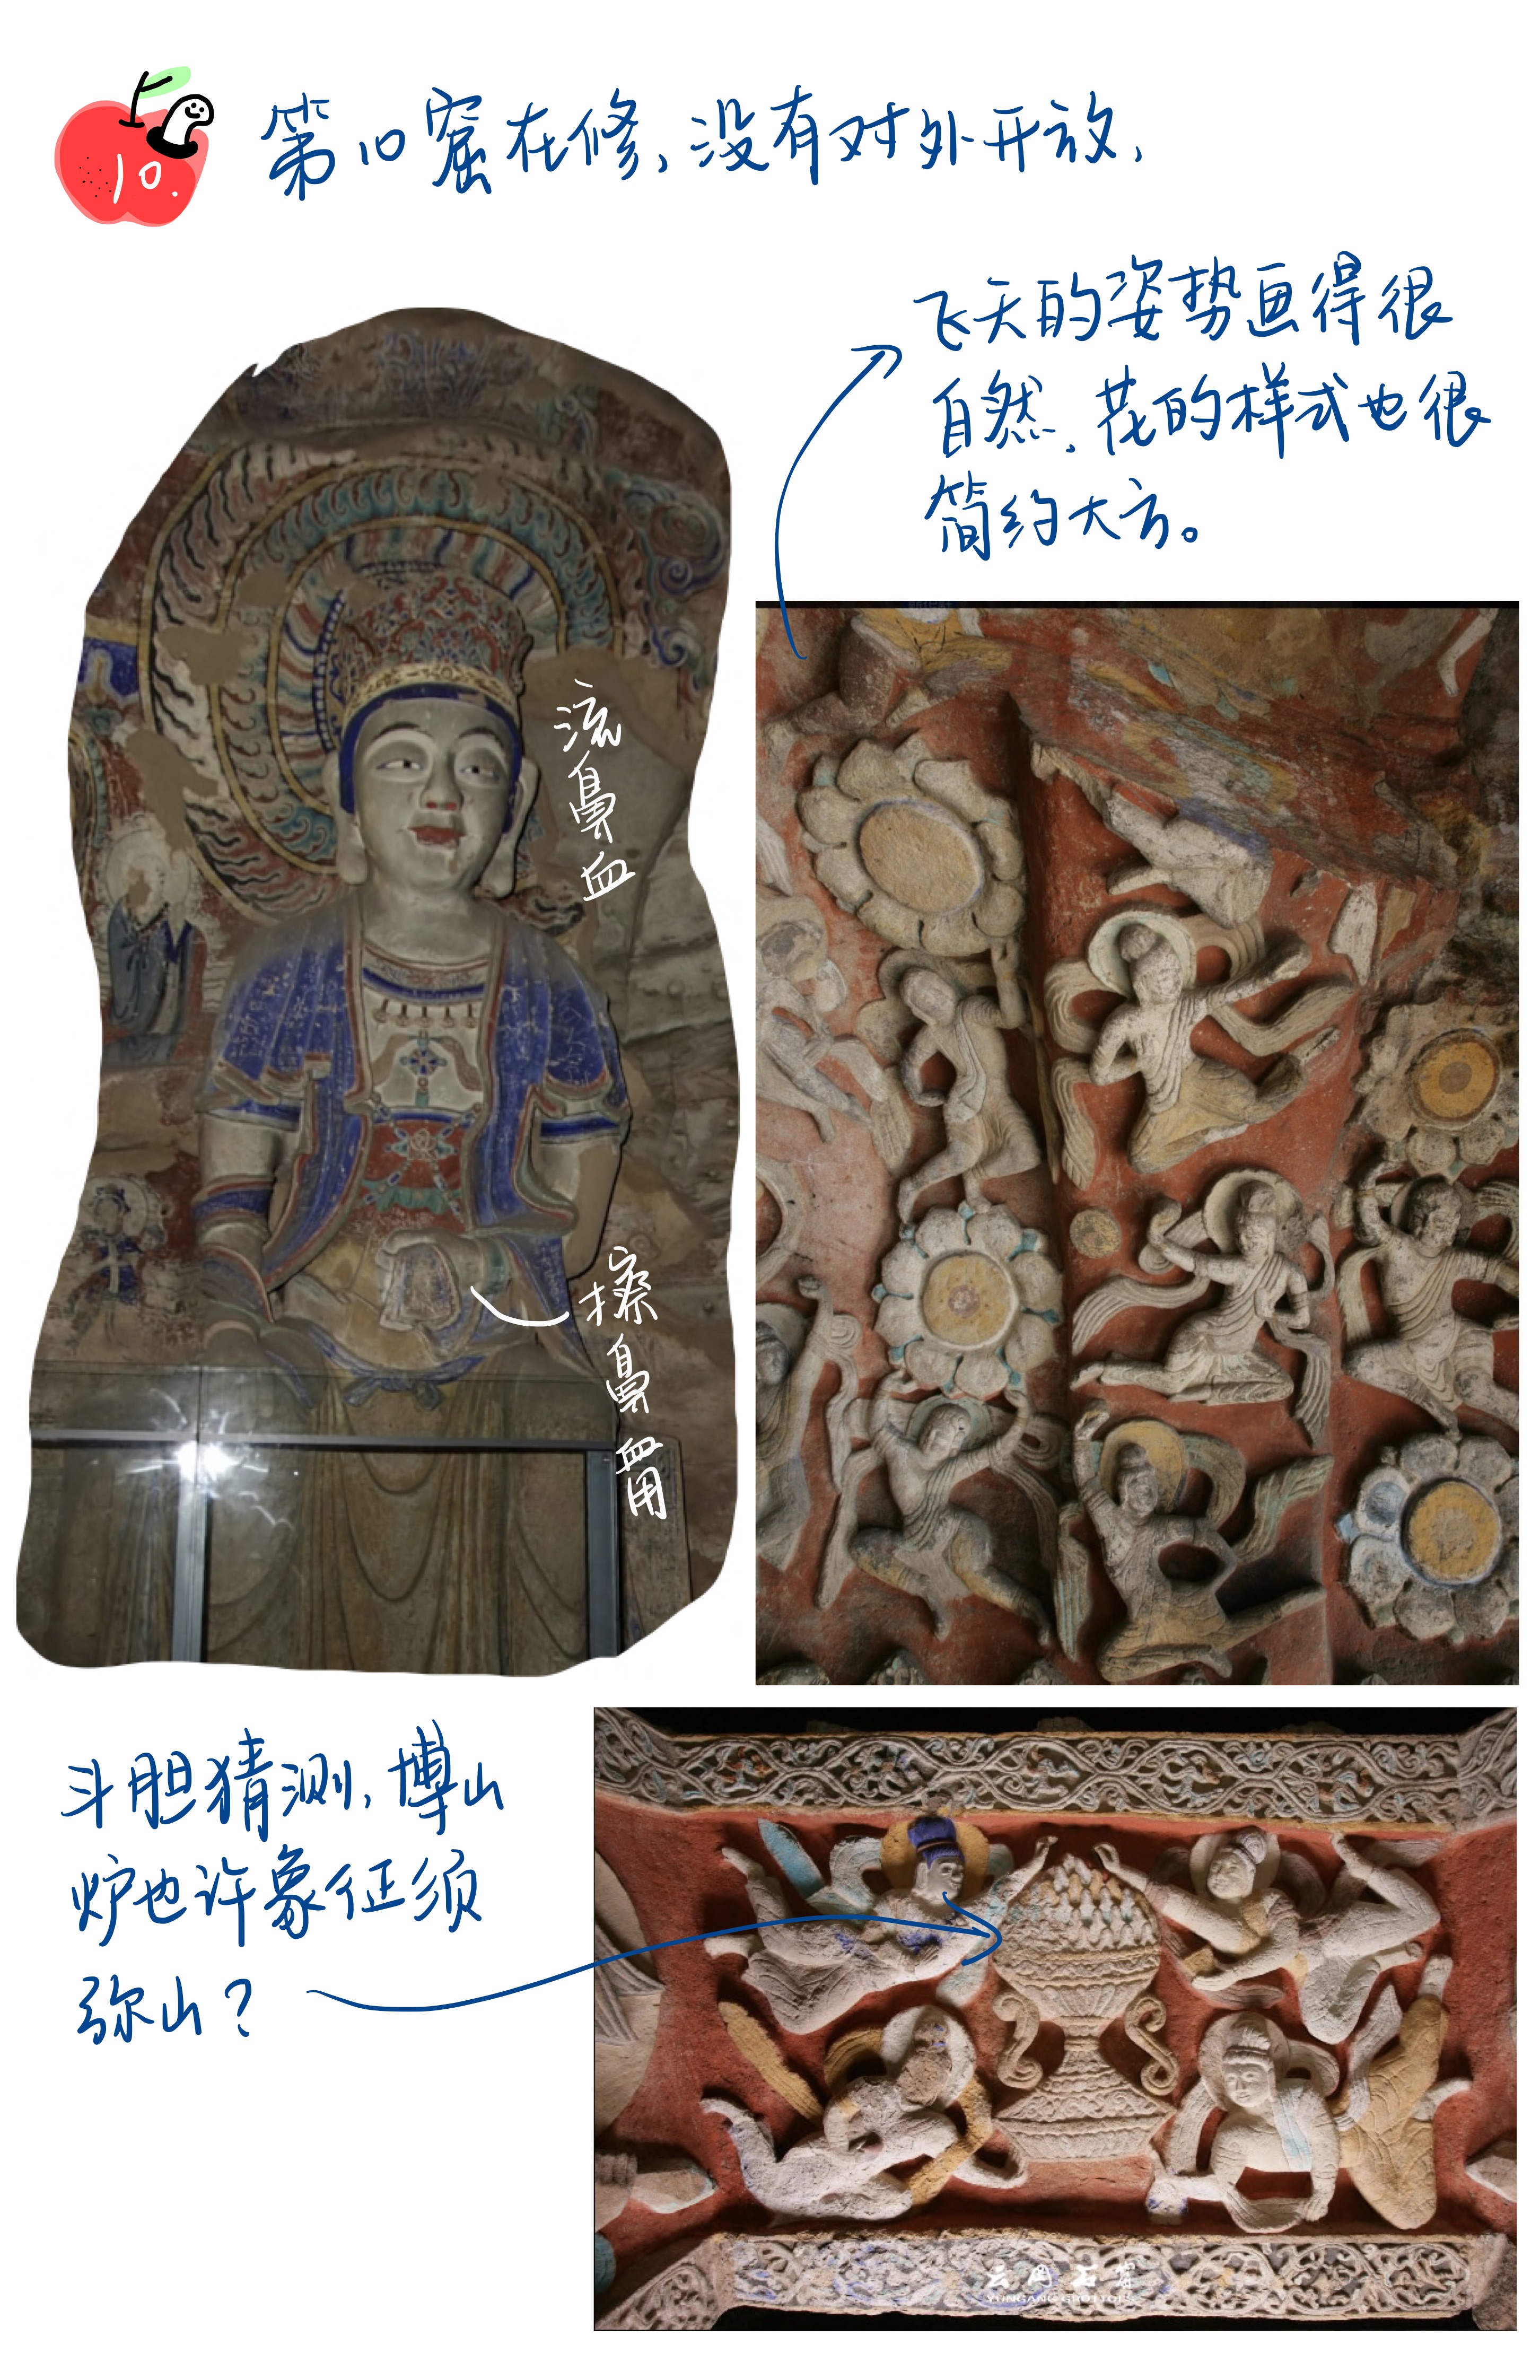 10.
第10窟在修,没有对外开放,
飞天的姿势画得很
自然,花的样式也很
简约大方。
流鼻血
擦鼻血用
斗胆猜测,博山
炉也许象征须
弥山?
云冈石窟
YUNGANG GROTTOES